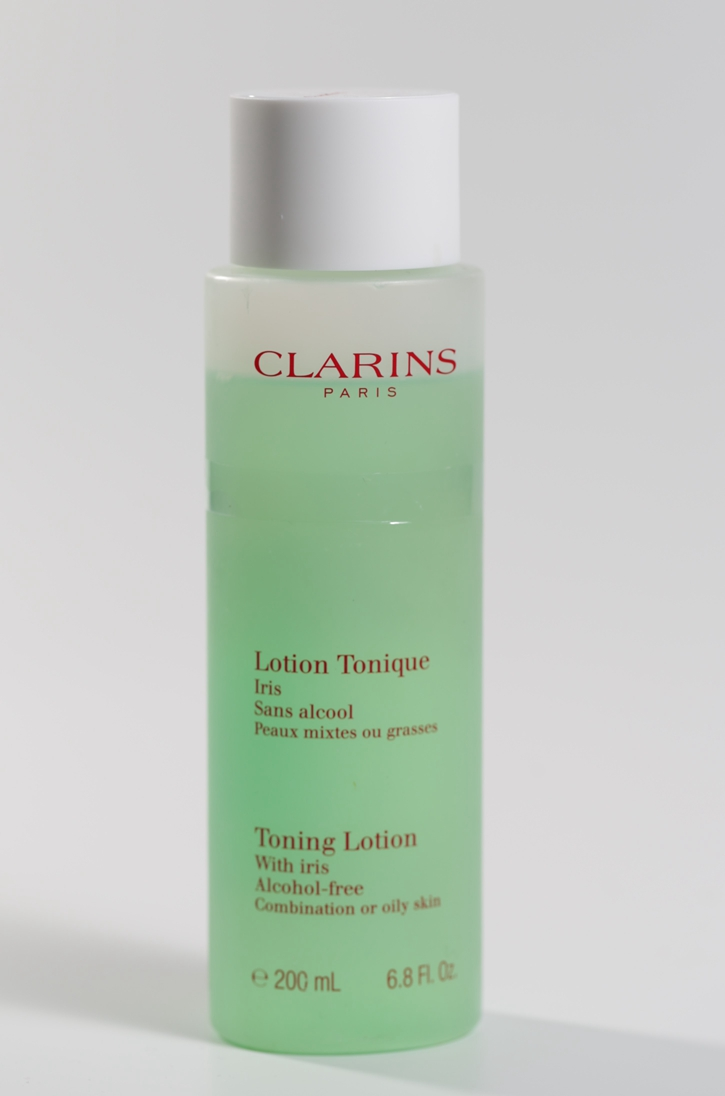 CLARINS
PARIS
Lotion Tonique
Iris
Sans alcool
Peaux mixtes ou grasses
Toning Lotion
With iris
Alcohol-free
Combination or oily skin
℮ 200 mL 6.8 Fl. Oz.